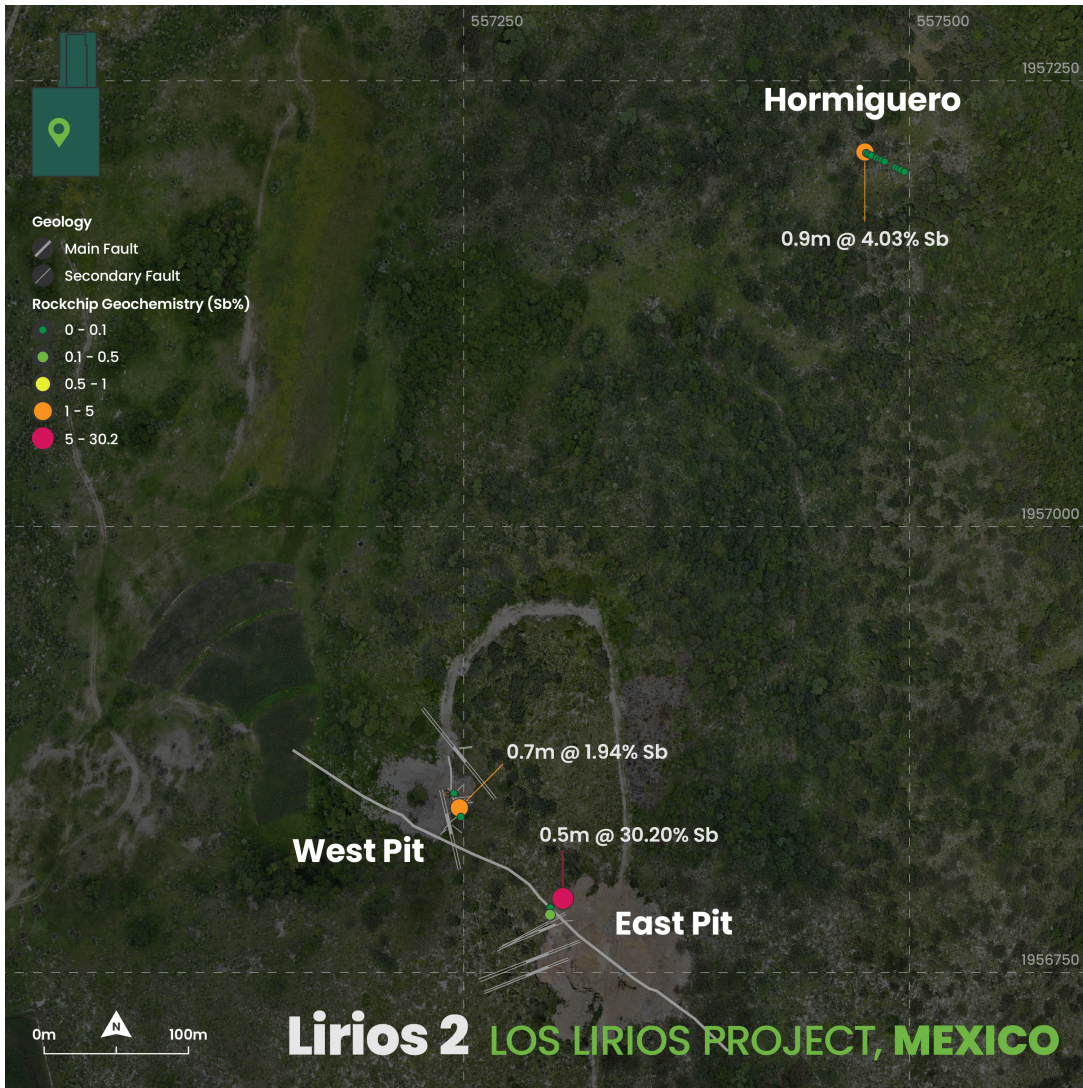 557250
557500
1957250
Hormiguero
0.9m @ 4.03% Sb
Geology
Main Fault
Secondary Fault
Rockchip Geochemistry (Sb%)
0 - 0.1
0.1 - 0.5
0.5 - 1
1 - 5
5 - 30.2
1957000
0.7m @ 1.94% Sb
0.5m @ 30.20% Sb
West Pit
East Pit
1956750
0m
N
100m
Lirios 2 LOS LIRIOS PROJECT, MEXICO